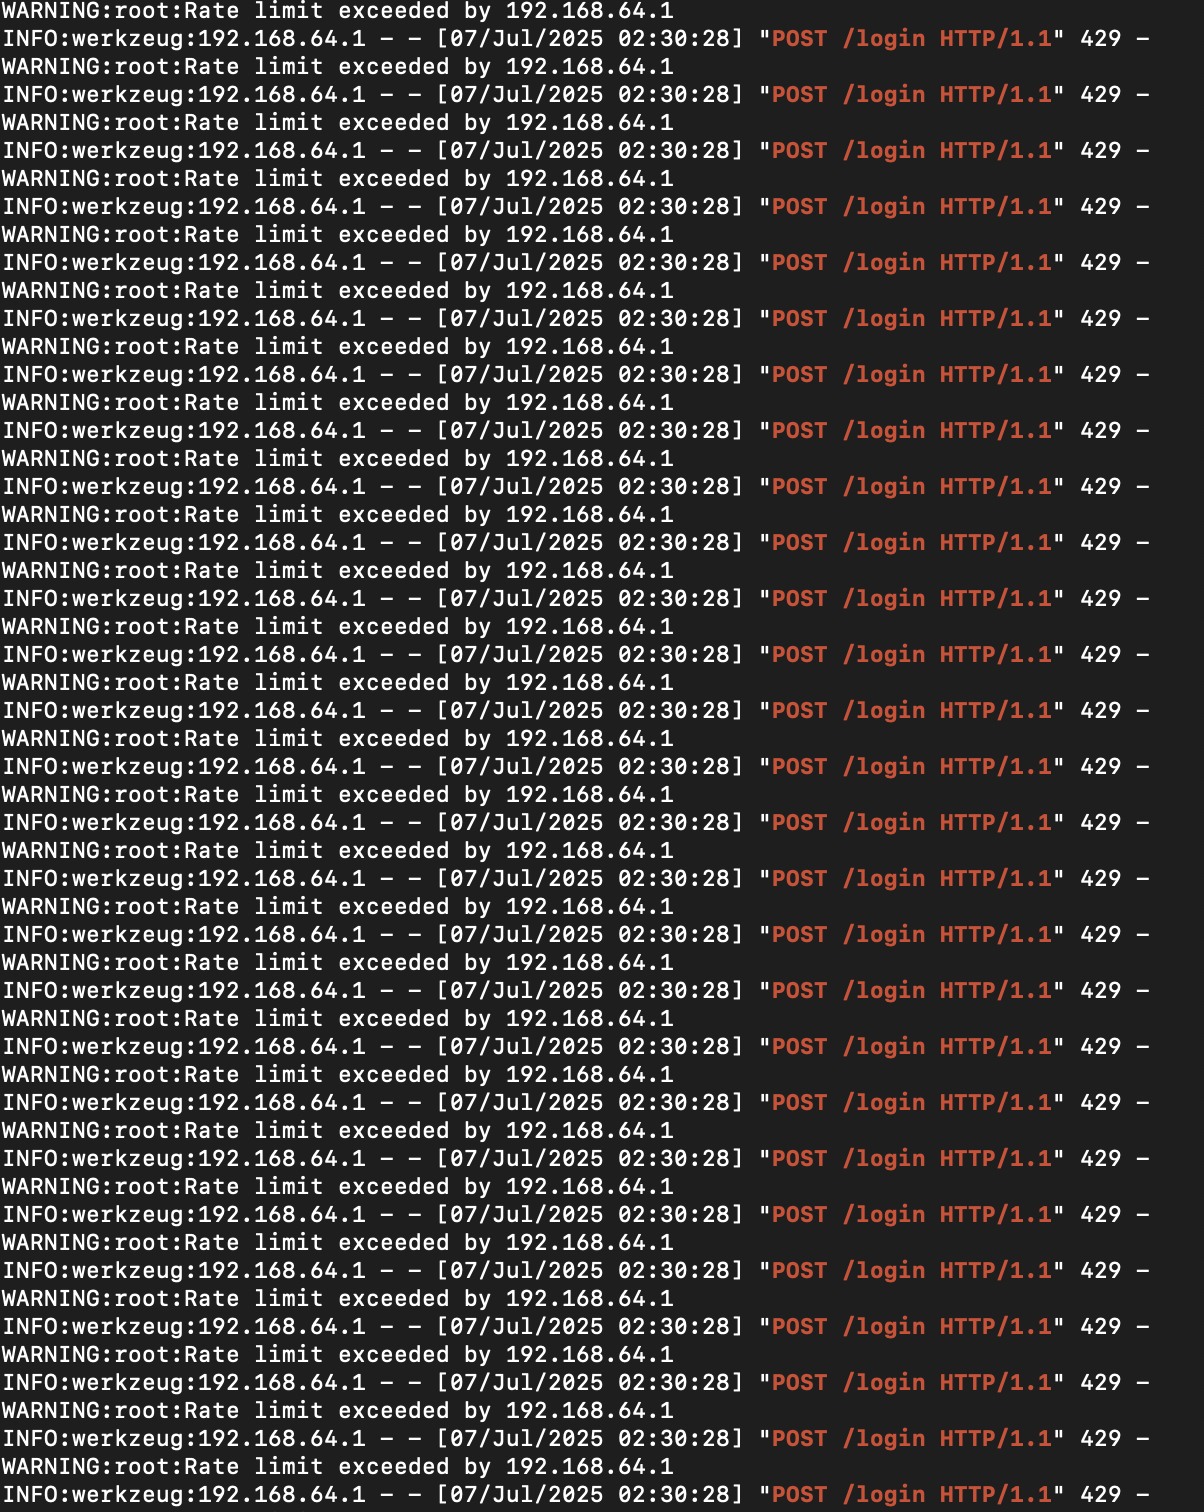 WARNING:root:Rate limit exceeded by 192.168.64.1
INFO:werkzeug:192.168.64.1 - - [07/Jul/2025 02:30:28] "POST /login HTTP/1.1" 429 -
WARNING:root:Rate limit exceeded by 192.168.64.1
INFO:werkzeug:192.168.64.1 - - [07/Jul/2025 02:30:28] "POST /login HTTP/1.1" 429 -
WARNING:root:Rate limit exceeded by 192.168.64.1
INFO:werkzeug:192.168.64.1 - - [07/Jul/2025 02:30:28] "POST /login HTTP/1.1" 429 -
WARNING:root:Rate limit exceeded by 192.168.64.1
INFO:werkzeug:192.168.64.1 - - [07/Jul/2025 02:30:28] "POST /login HTTP/1.1" 429 -
WARNING:root:Rate limit exceeded by 192.168.64.1
INFO:werkzeug:192.168.64.1 - - [07/Jul/2025 02:30:28] "POST /login HTTP/1.1" 429 -
WARNING:root:Rate limit exceeded by 192.168.64.1
INFO:werkzeug:192.168.64.1 - - [07/Jul/2025 02:30:28] "POST /login HTTP/1.1" 429 -
WARNING:root:Rate limit exceeded by 192.168.64.1
INFO:werkzeug:192.168.64.1 - - [07/Jul/2025 02:30:28] "POST /login HTTP/1.1" 429 -
WARNING:root:Rate limit exceeded by 192.168.64.1
INFO:werkzeug:192.168.64.1 - - [07/Jul/2025 02:30:28] "POST /login HTTP/1.1" 429 -
WARNING:root:Rate limit exceeded by 192.168.64.1
INFO:werkzeug:192.168.64.1 - - [07/Jul/2025 02:30:28] "POST /login HTTP/1.1" 429 -
WARNING:root:Rate limit exceeded by 192.168.64.1
INFO:werkzeug:192.168.64.1 - - [07/Jul/2025 02:30:28] "POST /login HTTP/1.1" 429 -
WARNING:root:Rate limit exceeded by 192.168.64.1
INFO:werkzeug:192.168.64.1 - - [07/Jul/2025 02:30:28] "POST /login HTTP/1.1" 429 -
WARNING:root:Rate limit exceeded by 192.168.64.1
INFO:werkzeug:192.168.64.1 - - [07/Jul/2025 02:30:28] "POST /login HTTP/1.1" 429 -
WARNING:root:Rate limit exceeded by 192.168.64.1
INFO:werkzeug:192.168.64.1 - - [07/Jul/2025 02:30:28] "POST /login HTTP/1.1" 429 -
WARNING:root:Rate limit exceeded by 192.168.64.1
INFO:werkzeug:192.168.64.1 - - [07/Jul/2025 02:30:28] "POST /login HTTP/1.1" 429 -
WARNING:root:Rate limit exceeded by 192.168.64.1
INFO:werkzeug:192.168.64.1 - - [07/Jul/2025 02:30:28] "POST /login HTTP/1.1" 429 -
WARNING:root:Rate limit exceeded by 192.168.64.1
INFO:werkzeug:192.168.64.1 - - [07/Jul/2025 02:30:28] "POST /login HTTP/1.1" 429 -
WARNING:root:Rate limit exceeded by 192.168.64.1
INFO:werkzeug:192.168.64.1 - - [07/Jul/2025 02:30:28] "POST /login HTTP/1.1" 429 -
WARNING:root:Rate limit exceeded by 192.168.64.1
INFO:werkzeug:192.168.64.1 - - [07/Jul/2025 02:30:28] "POST /login HTTP/1.1" 429 -
WARNING:root:Rate limit exceeded by 192.168.64.1
INFO:werkzeug:192.168.64.1 - - [07/Jul/2025 02:30:28] "POST /login HTTP/1.1" 429 -
WARNING:root:Rate limit exceeded by 192.168.64.1
INFO:werkzeug:192.168.64.1 - - [07/Jul/2025 02:30:28] "POST /login HTTP/1.1" 429 -
WARNING:root:Rate limit exceeded by 192.168.64.1
INFO:werkzeug:192.168.64.1 - - [07/Jul/2025 02:30:28] "POST /login HTTP/1.1" 429 -
WARNING:root:Rate limit exceeded by 192.168.64.1
INFO:werkzeug:192.168.64.1 - - [07/Jul/2025 02:30:28] "POST /login HTTP/1.1" 429 -
WARNING:root:Rate limit exceeded by 192.168.64.1
INFO:werkzeug:192.168.64.1 - - [07/Jul/2025 02:30:28] "POST /login HTTP/1.1" 429 -
WARNING:root:Rate limit exceeded by 192.168.64.1
INFO:werkzeug:192.168.64.1 - - [07/Jul/2025 02:30:28] "POST /login HTTP/1.1" 429 -
WARNING:root:Rate limit exceeded by 192.168.64.1
INFO:werkzeug:192.168.64.1 - - [07/Jul/2025 02:30:28] "POST /login HTTP/1.1" 429 -
WARNING:root:Rate limit exceeded by 192.168.64.1
INFO:werkzeug:192.168.64.1 - - [07/Jul/2025 02:30:28] "POST /login HTTP/1.1" 429 -
WARNING:root:Rate limit exceeded by 192.168.64.1
INFO:werkzeug:192.168.64.1 - - [07/Jul/2025 02:30:28] "POST /login HTTP/1.1" 429 -